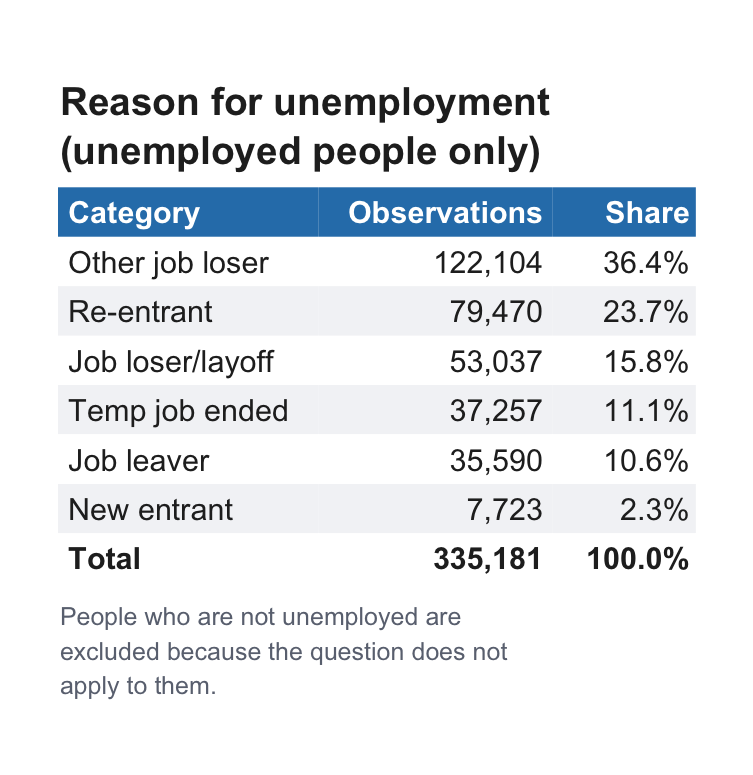 Reason for unemployment
(unemployed people only)
Category Observations Share
Other job loser 122,104 36.4%
Re-entrant 79,470 23.7%
Job loser/layoff 53,037 15.8%
Temp job ended 37,257 11.1%
Job leaver 35,590 10.6%
New entrant 7,723 2.3%
Total 335,181 100.0%
People who are not unemployed are
excluded because the question does not
apply to them.